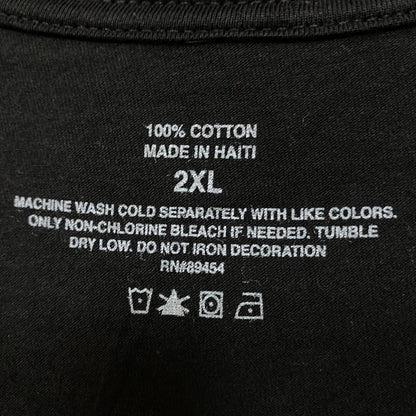 100% COTTON
MADE IN HAITI
2XL
MACHINE WASH COLD SEPARATELY WITH LIKE COLORS.
ONLY NON-CHLORINE BLEACH IF NEEDED. TUMBLE
DRY LOW. DO NOT IRON DECORATION
RN#89454